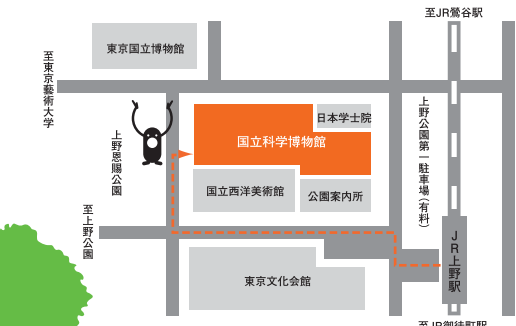 至JR鶯谷駅
東京国立博物館
至東京藝術大学
日本学士院
上野公園第一駐車場(有料)
国立科学博物館
上野恩賜公園
国立西洋美術館
公園案内所
至上野公園
JR上野駅
東京文化会館
至JR御徒町駅